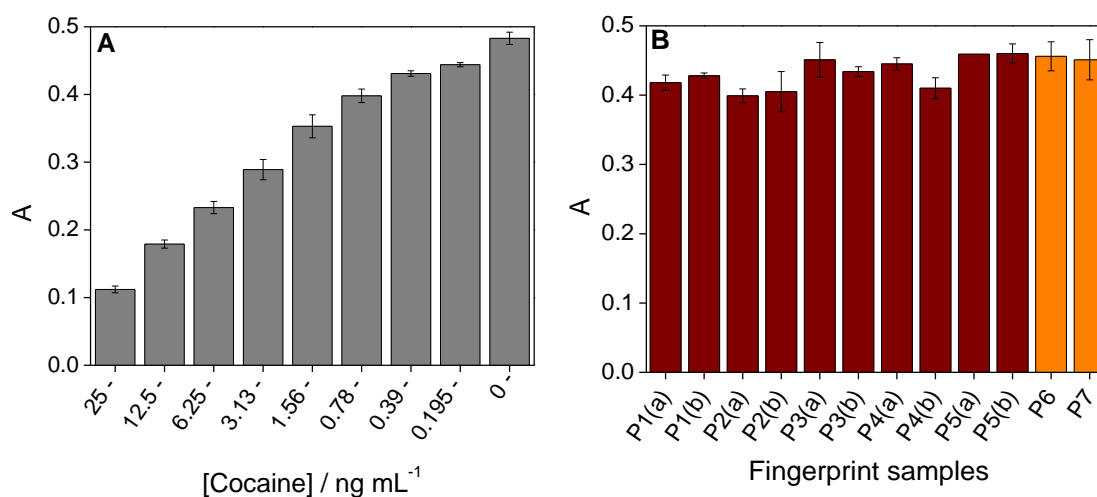 A
0.5
0.4
0.3
0.2
0.1
0.0
A
25 -
12.5 -
6.25 -
3.13 -
1.56 -
0.78 -
0.39 -
0.195 -
0 -
[Cocaine] / ng mL⁻¹
B
0.5
0.4
0.3
0.2
0.1
0.0
A
P1(a)
P1(b)
P2(a)
P2(b)
P3(a)
P3(b)
P4(a)
P4(b)
P5(a)
P5(b)
P6
P7
Fingerprint samples